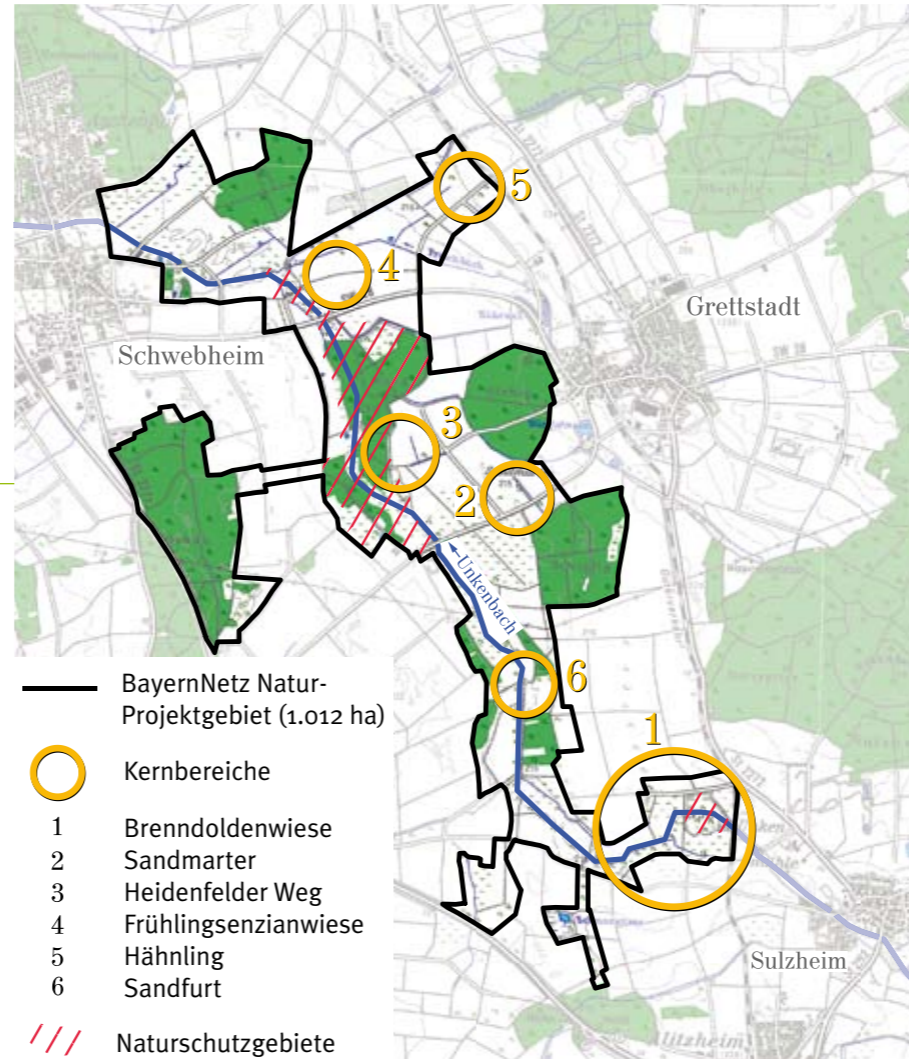 5
4
Grettstadt
Schwebheim
3
2
Unkenbach
6
1
Sulzheim
BayernNetz Natur-
Projektgebiet (1.012 ha)
Kernbereiche
1 Brenndoldenwiese
2 Sandmarter
3 Heidenfelder Weg
4 Frühlingsenzianwiese
5 Hähnling
6 Sandfurt
Naturschutzgebiete